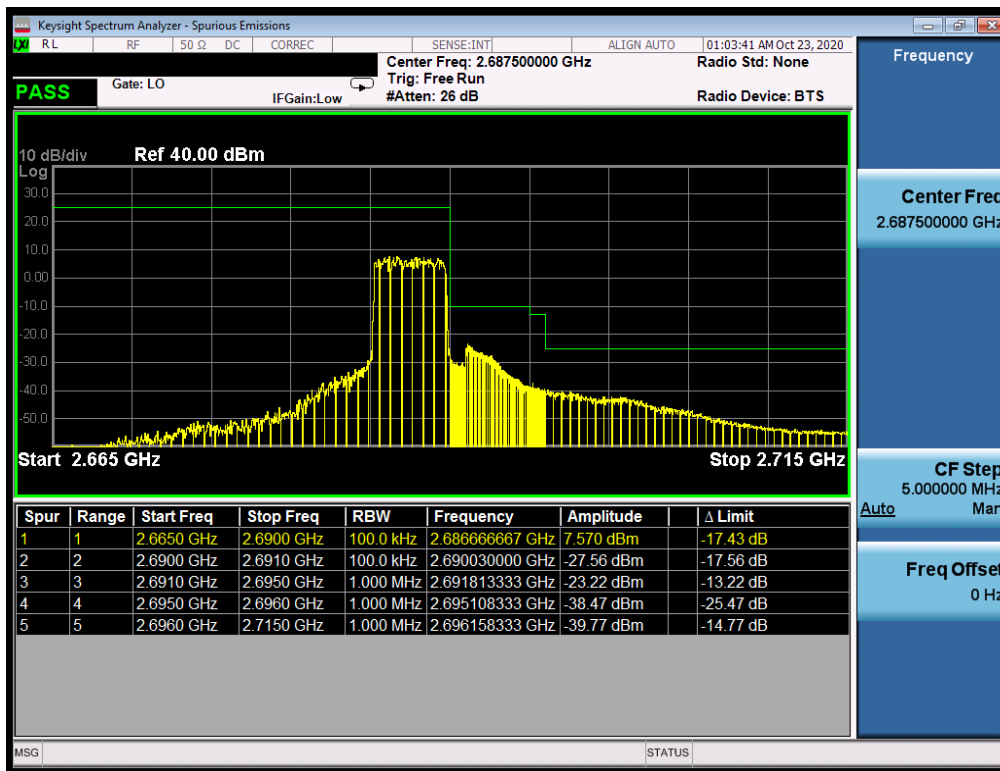 Keysight Spectrum Analyzer - Spurious Emissions
LXI RL RF 50 Ω DC CORREC SENSE:INT ALIGN AUTO 01:03:41 AM Oct 23, 2020
Center Freq: 2.687500000 GHz Radio Std: None
Trig: Free Run
PASS Gate: LO IFGain:Low #Atten: 26 dB Radio Device: BTS
10 dB/div Ref 40.00 dBm
Log
30.0
20.0
10.0
0.00
-10.0
-20.0
-30.0
-40.0
-50.0
Start 2.665 GHz Stop 2.715 GHz
Spur Range Start Freq Stop Freq RBW Frequency Amplitude Δ Limit
1 1 2.6650 GHz 2.6900 GHz 100.0 kHz 2.686666667 GHz 7.570 dBm -17.43 dB
2 2 2.6900 GHz 2.6910 GHz 100.0 kHz 2.690030000 GHz -27.56 dBm -17.56 dB
3 3 2.6910 GHz 2.6950 GHz 1.000 MHz 2.691813333 GHz -23.22 dBm -13.22 dB
4 4 2.6950 GHz 2.6960 GHz 1.000 MHz 2.695108333 GHz -38.47 dBm -25.47 dB
5 5 2.6960 GHz 2.7150 GHz 1.000 MHz 2.696158333 GHz -39.77 dBm -14.77 dB
MSG STATUS
Frequency
Center Freq
2.687500000 GHz
CF Step
5.000000 MHz
Auto Man
Freq Offset
0 Hz